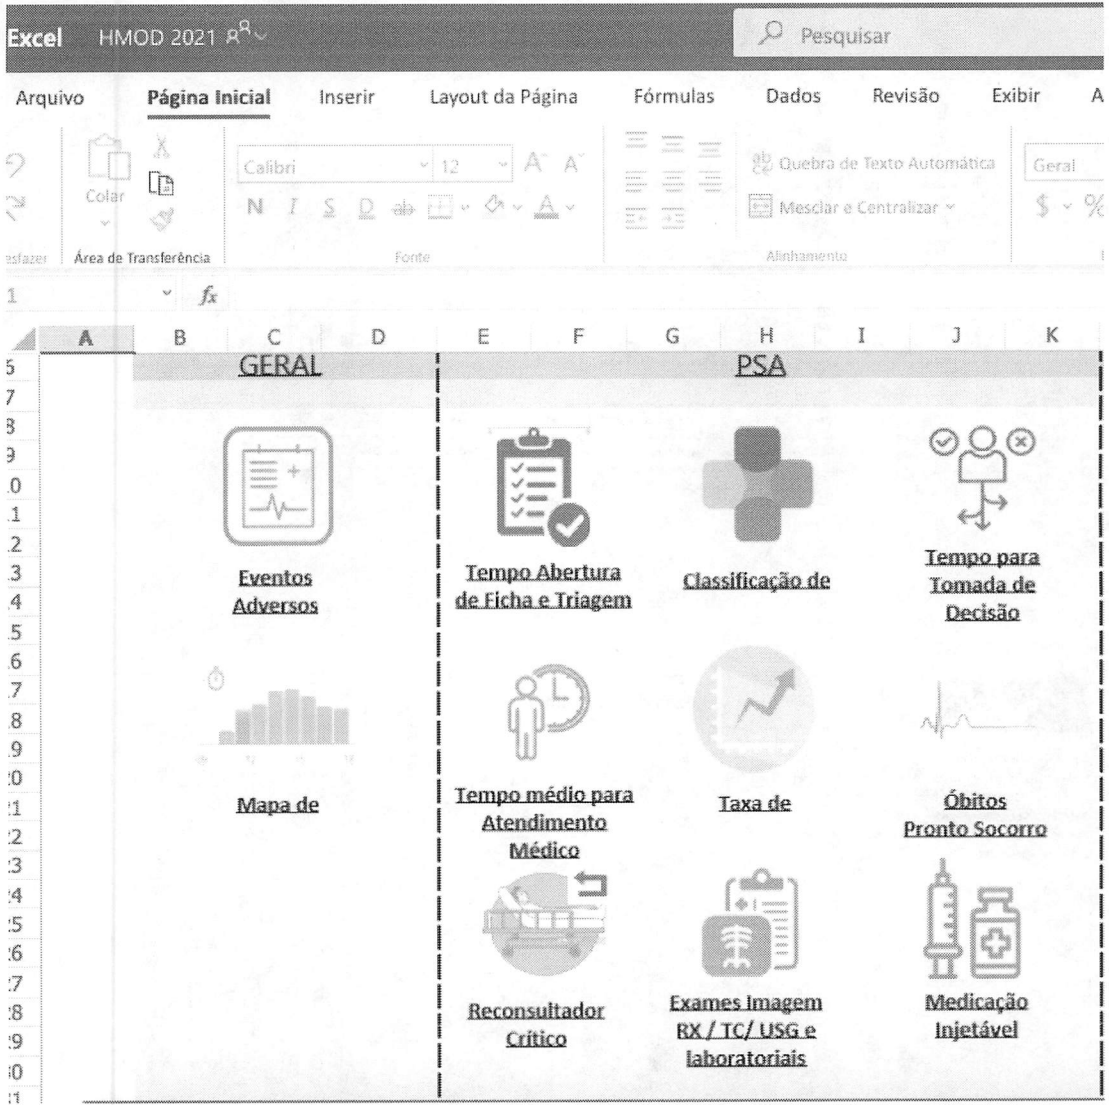 Excel HMOD 2021 Pesquisar
Arquivo Página Inicial Inserir Layout da Página Fórmulas Dados Revisão Exibir A
Calibri 12 A A Quebra de Texto Automática Geral
Colar
N I S D ab A Mesclar e Centralizar $ %
Área de Transferência Fonte Alinhamento
1 fx
A B C D E F G H I J K
GERAL PSA
Eventos
Adversos
Tempo Abertura
de Ficha e Triagem
Classificação de
Tempo para
Tomada de
Decisão
Mapa de
Tempo médio para
Atendimento
Médico
Taxa de
Óbitos
Pronto Socorro
Reconsultador
Crítico
Exames Imagem
RX / TC/ USG e
laboratoriais
Medicação
Injetável